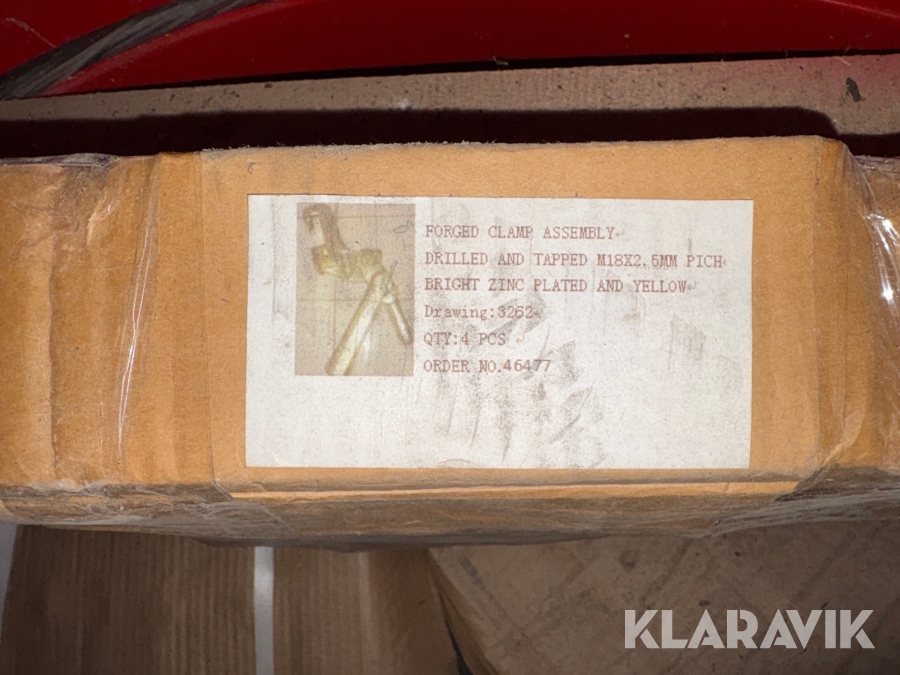 FORGED CLAMP ASSEMBLY
DRILLED AND TAPPED M18X2.5MM PICH
BRIGHT ZINC PLATED AND YELLOW
Drawing:3262
QTY:4 PCS
ORDER NO.46477
KLARAVIK